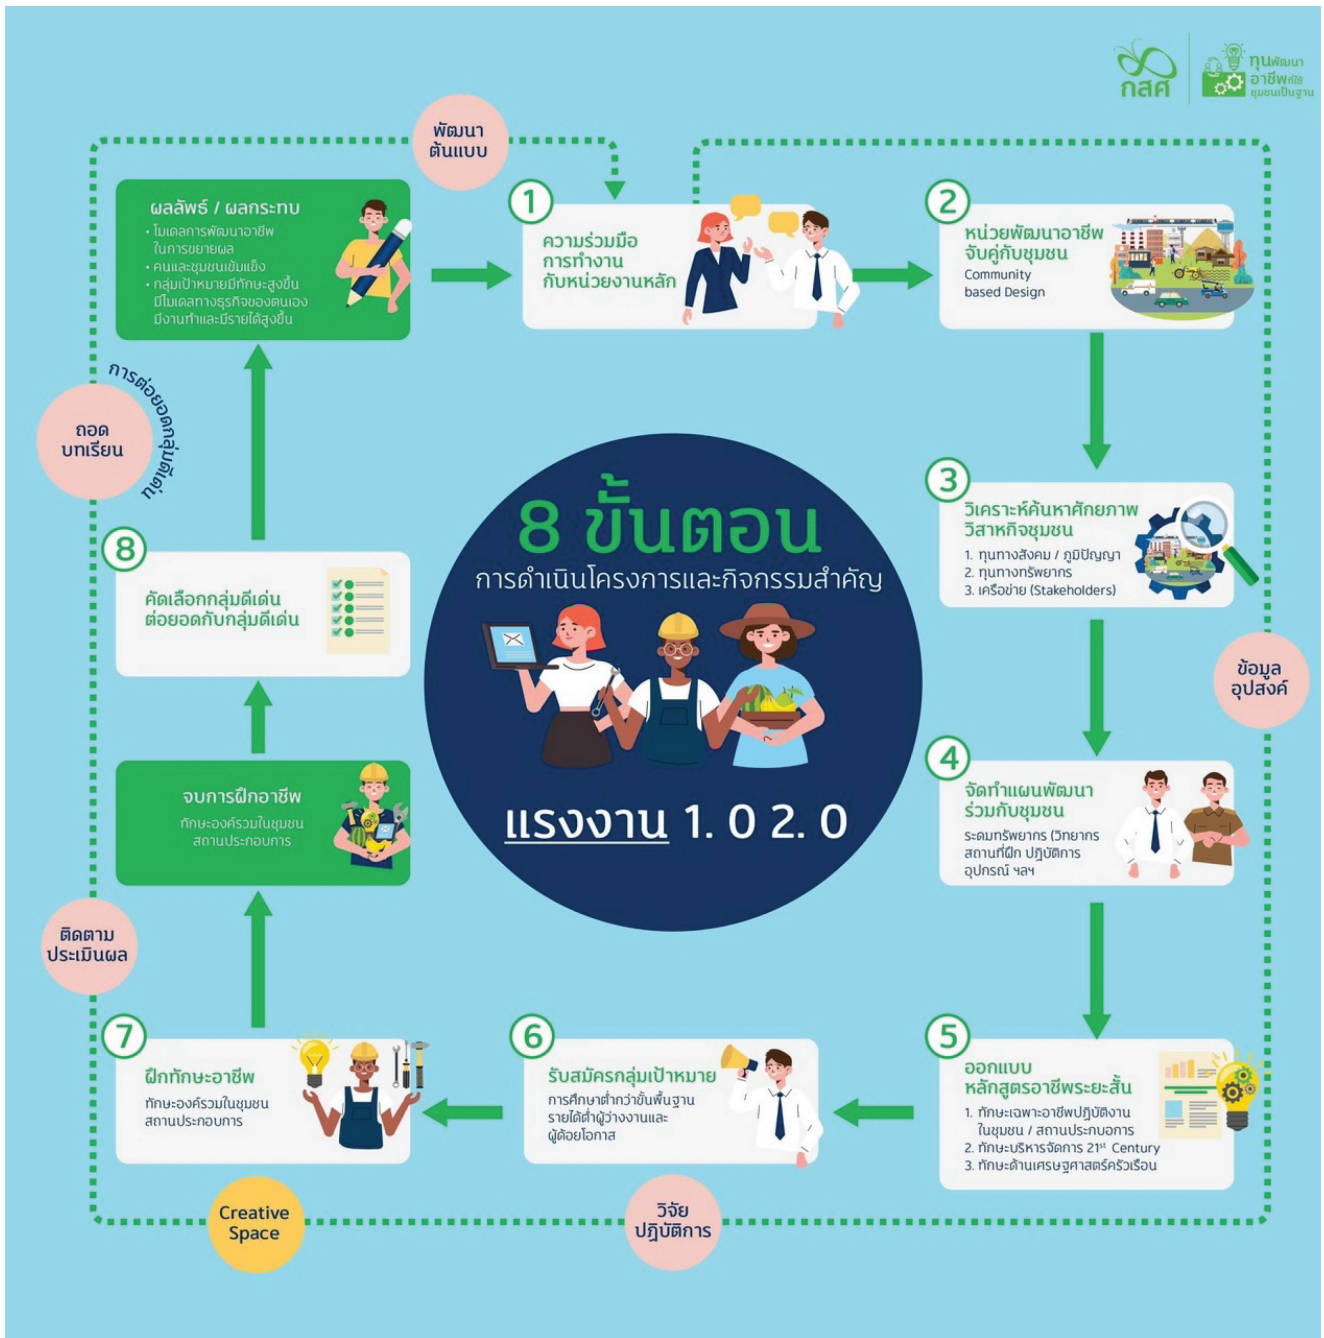 กสศ
ทุนพัฒนา
อาชีพที่ใช้
ชุมชนเป็นฐาน
พัฒนา
ต้นแบบ
ผลลัพธ์ / ผลกระทบ
• โมเดลการพัฒนาอาชีพ
ในการขยายผล
• คนและชุมชนเข้มแข็ง
• กลุ่มเป้าหมายมีทักษะสูงขึ้น
มีโมเดลทางธุรกิจของตนเอง
มีงานทำและมีรายได้สูงขึ้น
1
ความร่วมมือ
การทำงาน
กับหน่วยงานหลัก
2
หน่วยพัฒนาอาชีพ
จับคู่กับชุมชน
Community
based Design
การต่อยอดกลุ่มดีเด่น
ถอด
บทเรียน
3
วิเคราะห์ค้นหาศักยภาพ
วิสาหกิจชุมชน
1. ทุนทางสังคม / ภูมิปัญญา
2. ทุนทางทรัพยากร
3. เครือข่าย (Stakeholders)
8 ขั้นตอน
การดำเนินโครงการและกิจกรรมสำคัญ
แรงงาน 1. 0 2. 0
8
คัดเลือกกลุ่มดีเด่น
ต่อยอดกับกลุ่มดีเด่น
ข้อมูล
อุปสงค์
4
จัดทำแผนพัฒนา
ร่วมกับชุมชน
ระดมทรัพยากร (วิทยากร
สถานที่ฝึก ปฏิบัติการ
อุปกรณ์ ฯลฯ
จบการฝึกอาชีพ
ทักษะองค์รวมในชุมชน
สถานประกอบการ
ติดตาม
ประเมินผล
7
ฝึกทักษะอาชีพ
ทักษะองค์รวมในชุมชน
สถานประกอบการ
6
รับสมัครกลุ่มเป้าหมาย
การศึกษาต่ำกว่าขั้นพื้นฐาน
รายได้ต่ำผู้ว่างงานและ
ผู้ด้อยโอกาส
5
ออกแบบ
หลักสูตรอาชีพระยะสั้น
1. ทักษะเฉพาะอาชีพปฏิบัติงาน
ในชุมชน / สถานประกบอการ
2. ทักษะบริหารจัดการ 21st Century
3. ทักษะด้านเศรษฐศาสตร์ครัวเรือน
Creative
Space
วิจัย
ปฏิบัติการ